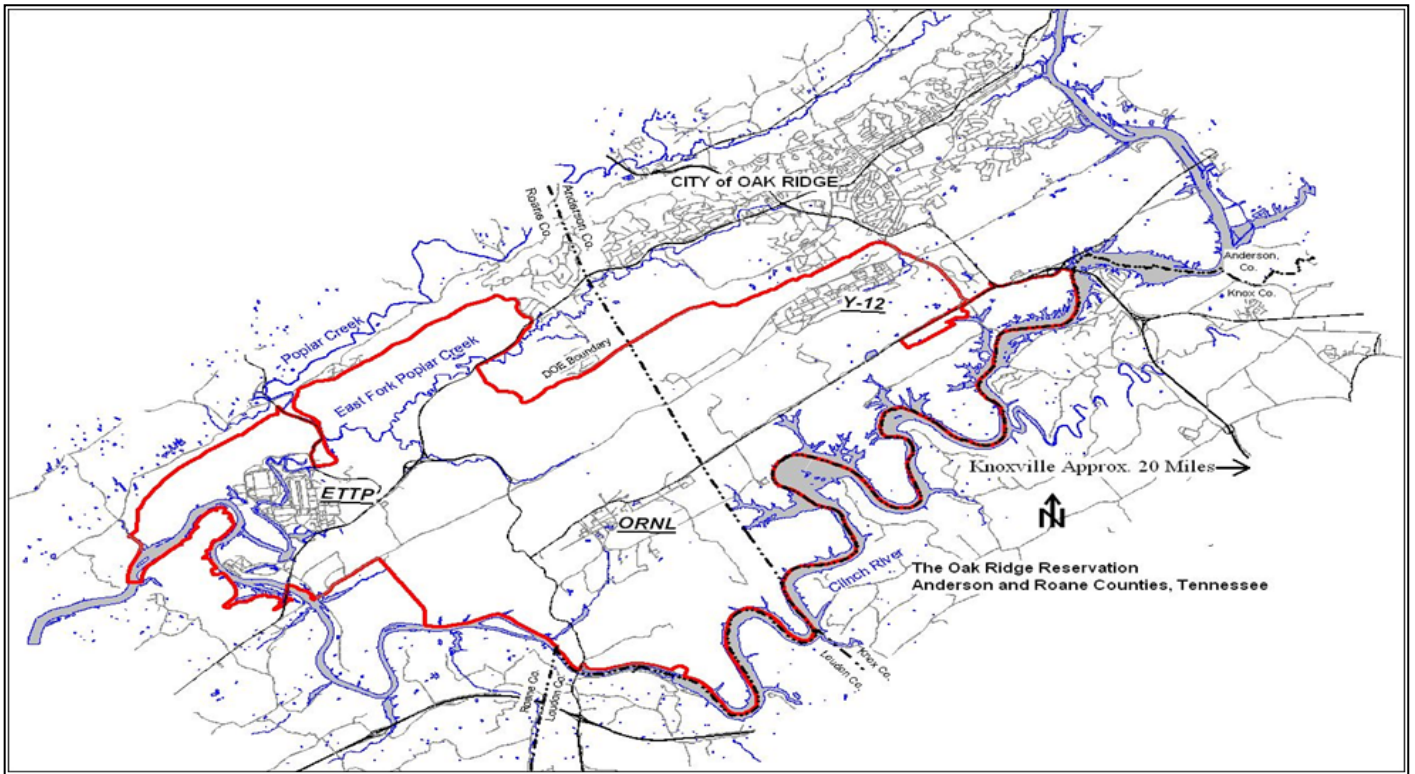 CITY of OAK RIDGE
Anderson Co.
Roane Co.
Anderson,
Co.
Knox Co.
Y-12
Poplar Creek
East Fork Poplar Creek
DOE Boundary
Knoxville Approx. 20 Miles
ETTP
ORNL
N
Clinch River
The Oak Ridge Reservation
Anderson and Roane Counties, Tennessee
Knox Co.
Loudon Co.
Roane Co.
Loudon Co.